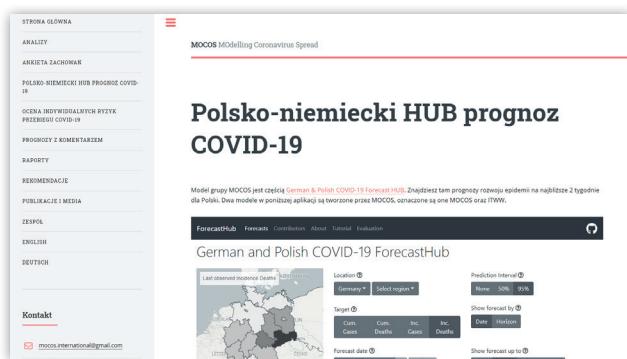 STRONA GŁÓWNA
ANALIZY
ANKIETA ZACHOWAŃ
POLSKO-NIEMIECKI HUB PROGNOZ COVID-
19
OCENA INDYWIDUALNYCH RYZYK
PRZEBIEGU COVID-19
PROGNOZY Z KOMENTARZEM
RAPORTY
REKOMENDACJE
PUBLIKACJE I MEDIA
ZESPÓŁ
ENGLISH
DEUTSCH
Kontakt
mocos.international@gmail.com
MOCOS MOdelling Coronavirus Spread
Polsko-niemiecki HUB prognoz
COVID-19
Model grupy MOCOS jest częścią German & Polish COVID-19 Forecast HUB. Znajdziesz tam prognozy rozwoju epidemii na najbliższe 2 tygodnie
dla Polski. Dwa modele w poniższej aplikacji są tworzone przez MOCOS, oznaczone są one MOCOS oraz ITWW.
ForecastHub Forecasts Contributors About Tutorial Evaluation
German and Polish COVID-19 ForecastHub
Last observed Incidence Deaths
Location
Germany Select region
Target
Cum. Cases Cum. Deaths Inc. Cases Inc. Deaths
Forecast date
Prediction Interval
None 50% 95%
Show forecast by
Date Horizon
Show forecast up to